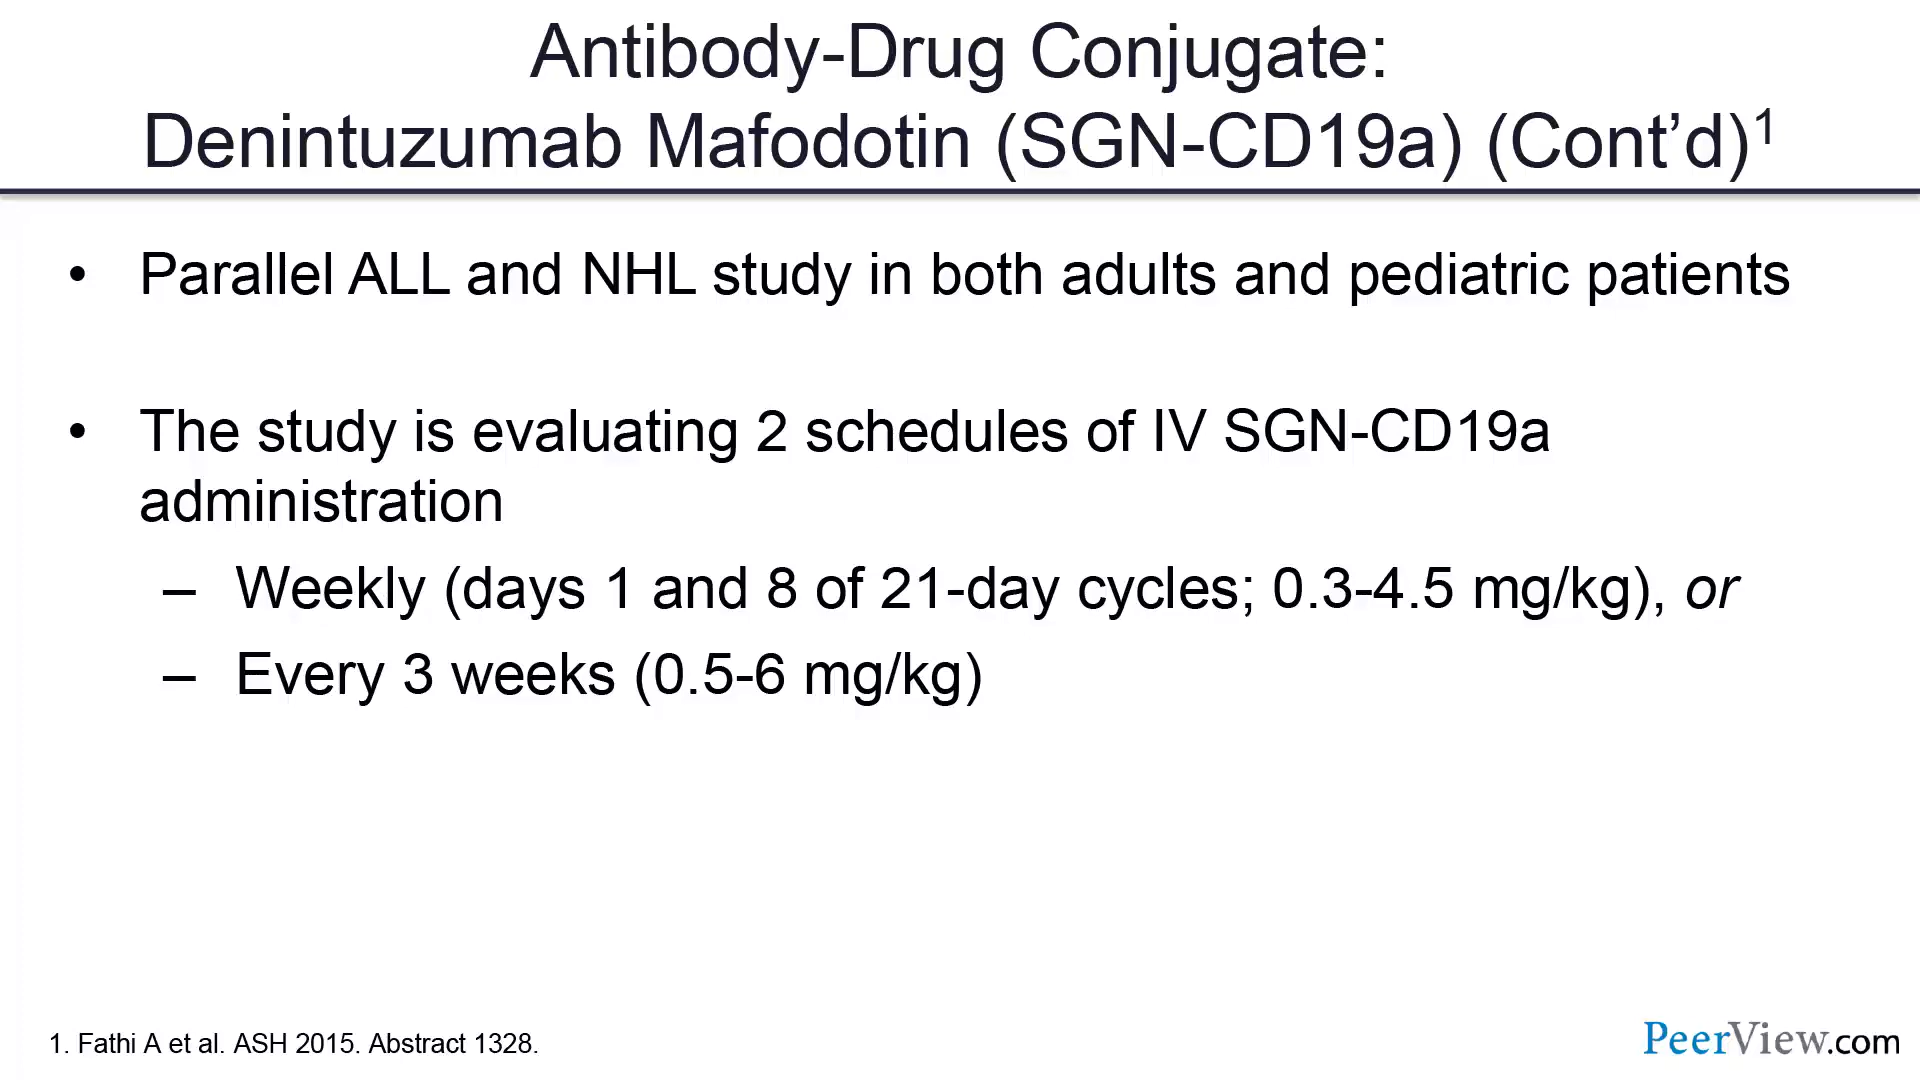 Antibody-Drug Conjugate:
Denintuzumab Mafodotin (SGN-CD19a) (Cont’d)¹
• Parallel ALL and NHL study in both adults and pediatric patients
• The study is evaluating 2 schedules of IV SGN-CD19a
administration
– Weekly (days 1 and 8 of 21-day cycles; 0.3-4.5 mg/kg), or
– Every 3 weeks (0.5-6 mg/kg)
1. Fathi A et al. ASH 2015. Abstract 1328.
PeerView.com